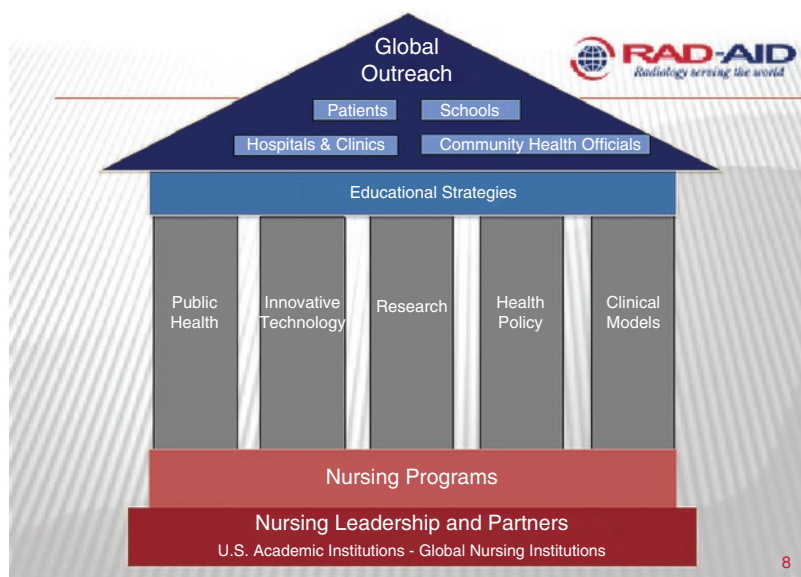 Global
Outreach
RAD-AID
Radiology serving the world
Patients
Schools
Hospitals & Clinics
Community Health Officials
Educational Strategies
Public
Health
Innovative
Technology
Research
Health
Policy
Clinical
Models
Nursing Programs
Nursing Leadership and Partners
U.S. Academic Institutions - Global Nursing Institutions
8